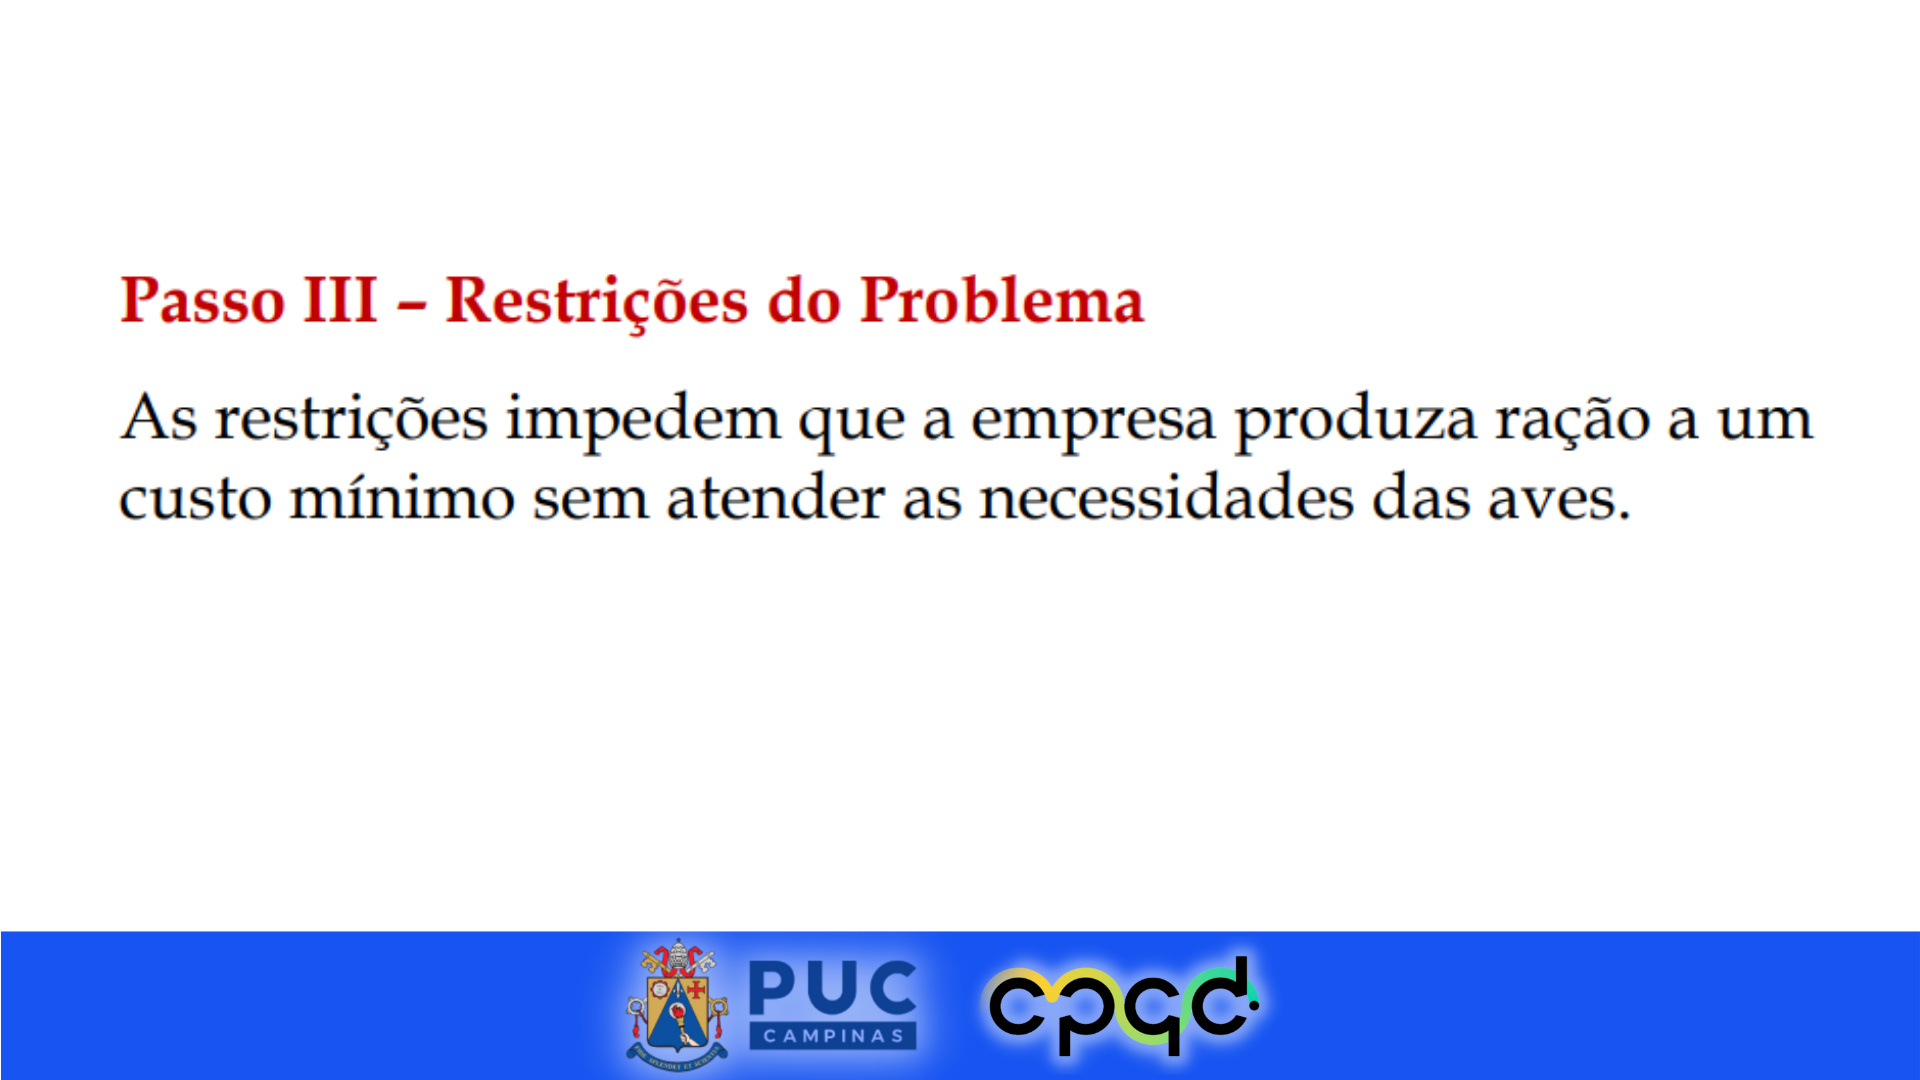 Passo III – Restrições do Problema
As restrições impedem que a empresa produza ração a um
custo mínimo sem atender as necessidades das aves.
PUC
CAMPINAS
cpqd